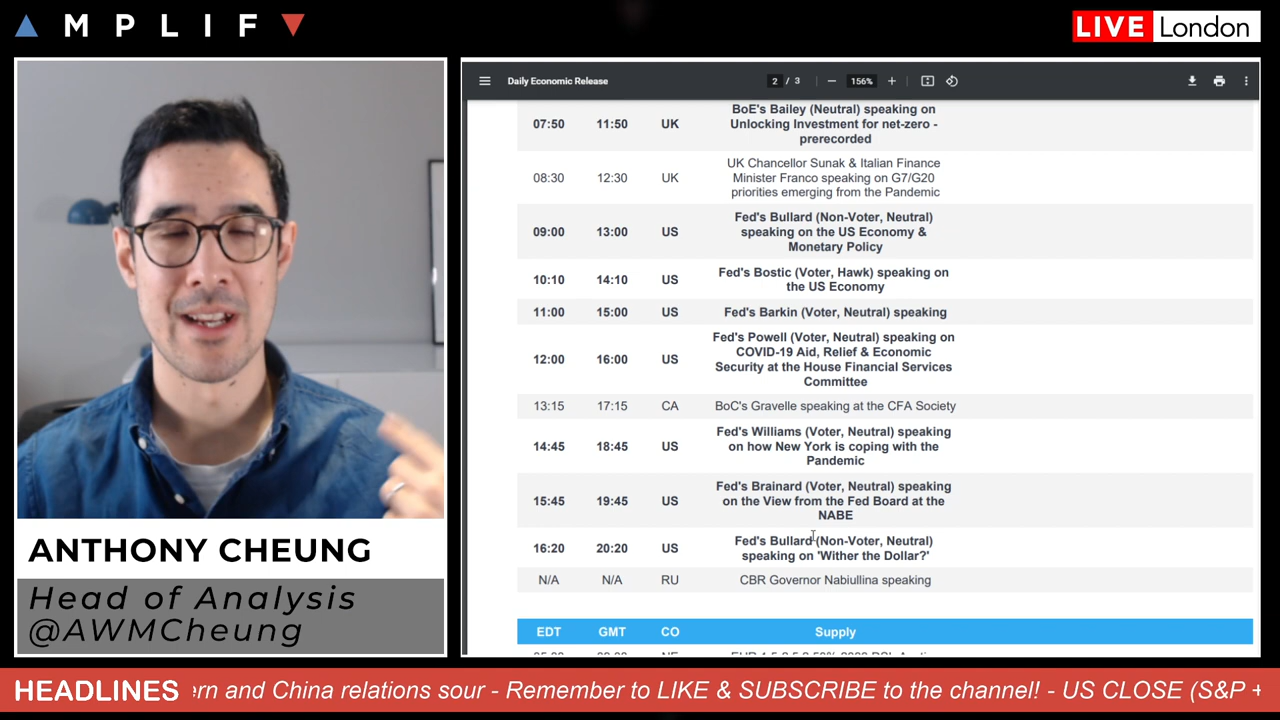 AMPLIFY
LIVE London
Daily Economic Release
2 / 3
156%
BoE's Bailey (Neutral) speaking on
07:50 11:50 UK Unlocking Investment for net-zero -
prerecorded
UK Chancellor Sunak & Italian Finance
08:30 12:30 UK Minister Franco speaking on G7/G20
priorities emerging from the Pandemic
Fed's Bullard (Non-Voter, Neutral)
09:00 13:00 US speaking on the US Economy &
Monetary Policy
10:10 14:10 US Fed's Bostic (Voter, Hawk) speaking on
the US Economy
11:00 15:00 US Fed's Barkin (Voter, Neutral) speaking
Fed's Powell (Voter, Neutral) speaking on
12:00 16:00 US COVID-19 Aid, Relief & Economic
Security at the House Financial Services
Committee
13:15 17:15 CA BoC's Gravelle speaking at the CFA Society
Fed's Williams (Voter, Neutral) speaking
14:45 18:45 US on how New York is coping with the
Pandemic
Fed's Brainard (Voter, Neutral) speaking
15:45 19:45 US on the View from the Fed Board at the
NABE
16:20 20:20 US Fed's Bullard (Non-Voter, Neutral)
speaking on 'Wither the Dollar?'
N/A N/A RU CBR Governor Nabiullina speaking
EDT GMT CO Supply
ANTHONY CHEUNG
Head of Analysis
@AWMCheung
HEADLINES ern and China relations sour - Remember to LIKE & SUBSCRIBE to the channel! - US CLOSE (S&P +